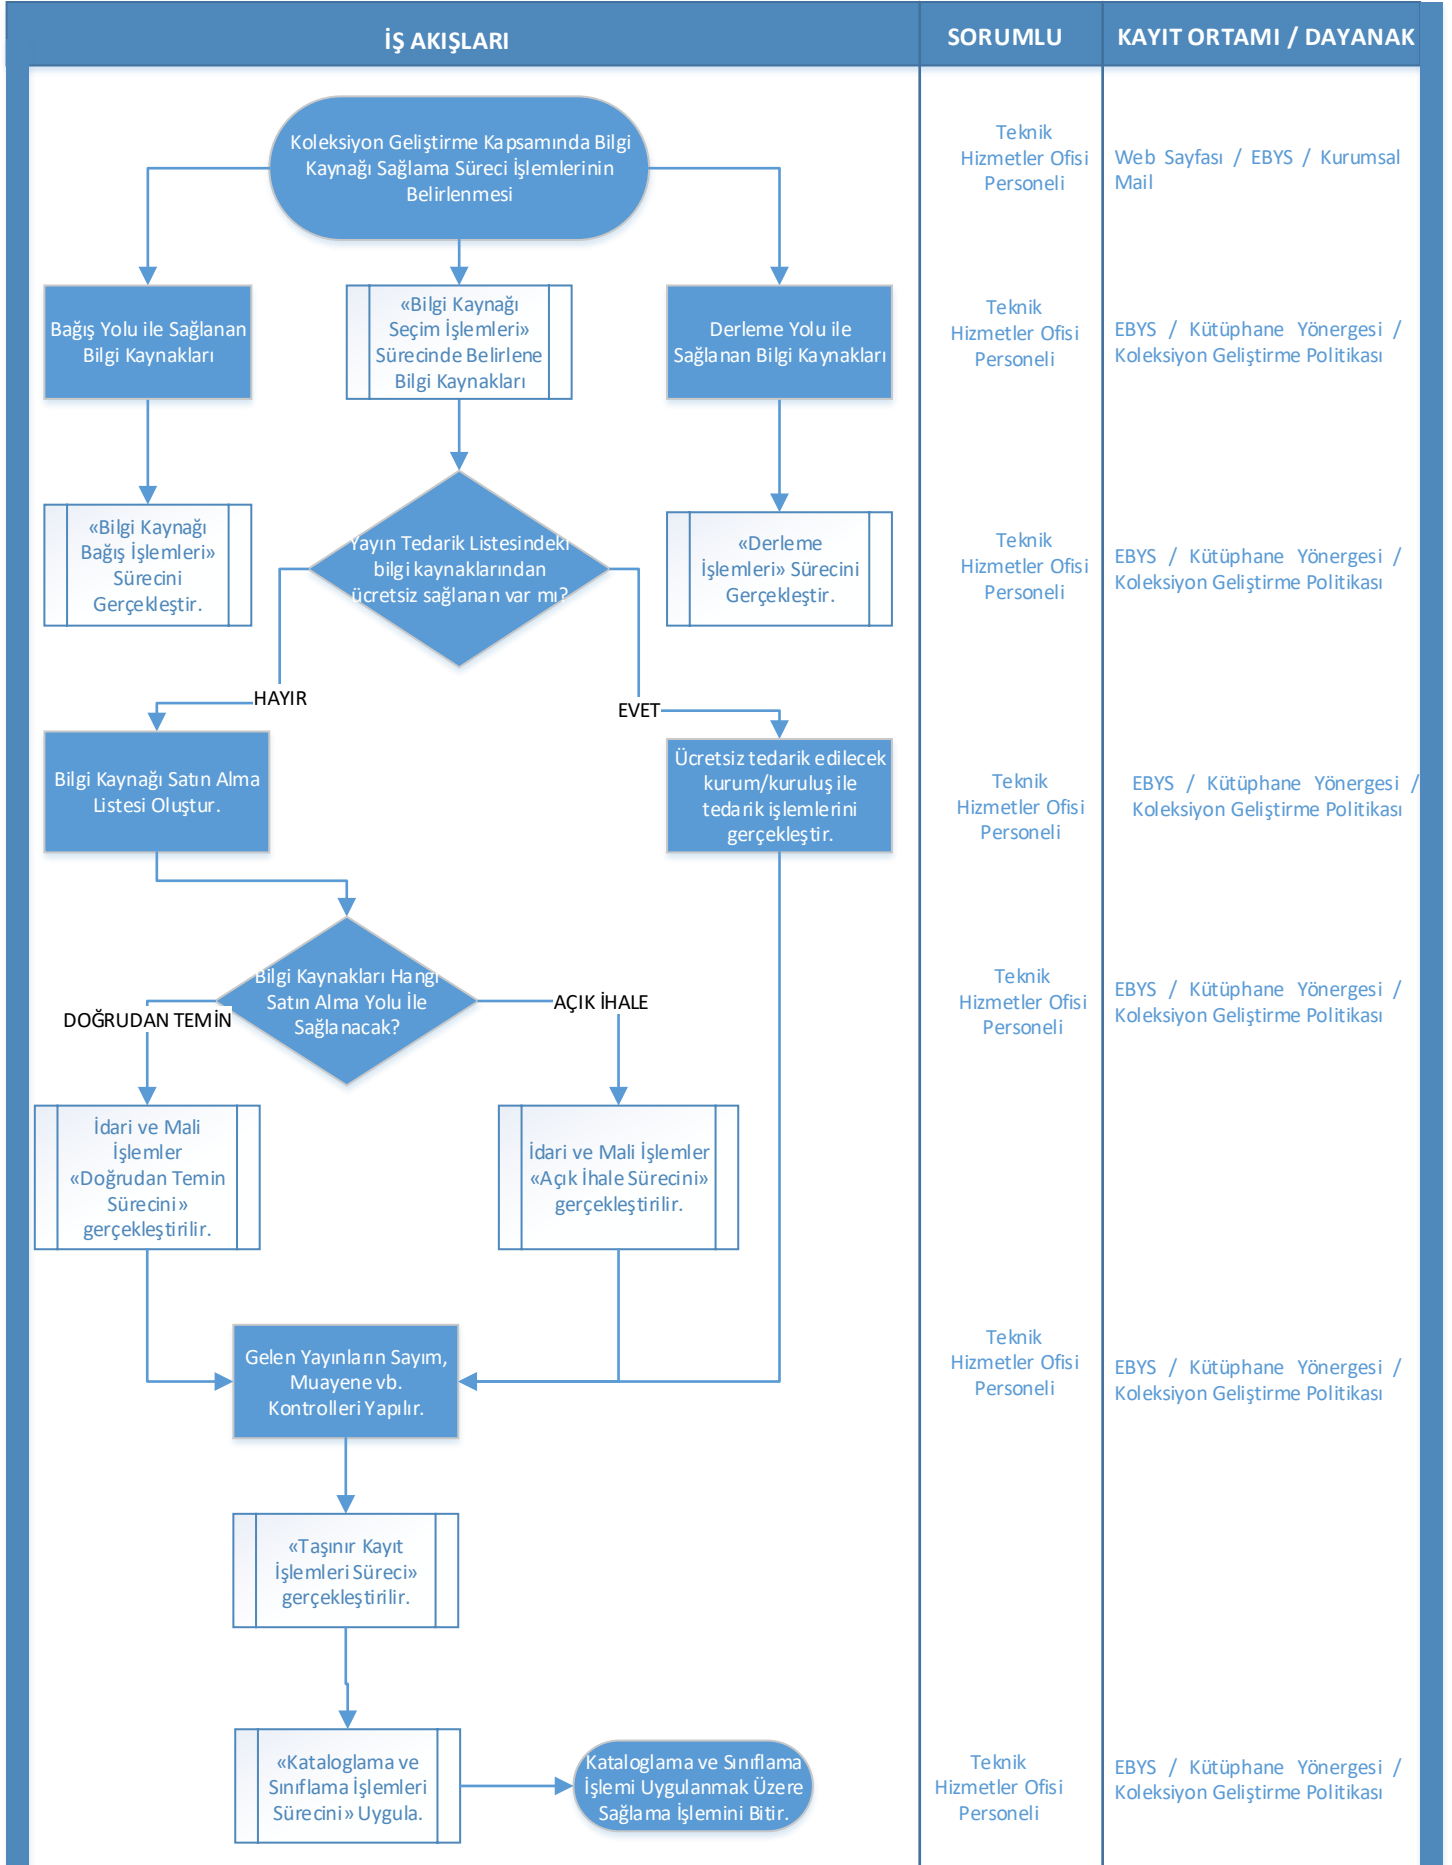 İŞ AKIŞLARI
SORUMLU
KAYIT ORTAMI / DAYANAK
Koleksiyon Geliştirme Kapsamında Bilgi
Kaynağı Sağlama Süreci İşlemlerinin
Belirlenmesi
Teknik
Hizmetler Ofisi
Personeli
Web Sayfası / EBYS / Kurumsal
Mail
Bağış Yolu ile Sağlanan
Bilgi Kaynakları
«Bilgi Kaynağı
Seçim İşlemleri»
Sürecinde Belirlene
Bilgi Kaynakları
Derleme Yolu ile
Sağlanan Bilgi Kaynakları
Teknik
Hizmetler Ofisi
Personeli
EBYS / Kütüphane Yönergesi /
Koleksiyon Geliştirme Politikası
«Bilgi Kaynağı
Bağış İşlemleri»
Sürecini
Gerçekleştir.
Yayın Tedarik Listesindeki
bilgi kaynaklarından
ücretsiz sağlanan var mı?
«Derleme
İşlemleri» Sürecini
Gerçekleştir.
Teknik
Hizmetler Ofisi
Personeli
EBYS / Kütüphane Yönergesi /
Koleksiyon Geliştirme Politikası
HAYIR
EVET
Bilgi Kaynağı Satın Alma
Listesi Oluştur.
Ücretsiz tedarik edilecek
kurum/kuruluş ile
tedarik işlemlerini
gerçekleştir.
Teknik
Hizmetler Ofisi
Personeli
EBYS / Kütüphane Yönergesi /
Koleksiyon Geliştirme Politikası
Bilgi Kaynakları Hangi
Satın Alma Yolu İle
Sağlanacak?
DOĞRUDAN TEMİN
AÇIK İHALE
Teknik
Hizmetler Ofisi
Personeli
EBYS / Kütüphane Yönergesi /
Koleksiyon Geliştirme Politikası
İdari ve Mali
İşlemler
«Doğrudan Temin
Sürecini»
gerçekleştirilir.
İdari ve Mali İşlemler
«Açık İhale Sürecini»
gerçekleştirilir.
Gelen Yayınların Sayım,
Muayene vb.
Kontrolleri Yapılır.
Teknik
Hizmetler Ofisi
Personeli
EBYS / Kütüphane Yönergesi /
Koleksiyon Geliştirme Politikası
«Taşınır Kayıt
İşlemleri Süreci»
gerçekleştirilir.
«Kataloglama ve
Sınıflama İşlemleri
Sürecini» Uygula.
Kataloglama ve Sınıflama
İşlemi Uygulanmak Üzere
Sağlama İşlemini Bitir.
Teknik
Hizmetler Ofisi
Personeli
EBYS / Kütüphane Yönergesi /
Koleksiyon Geliştirme Politikası